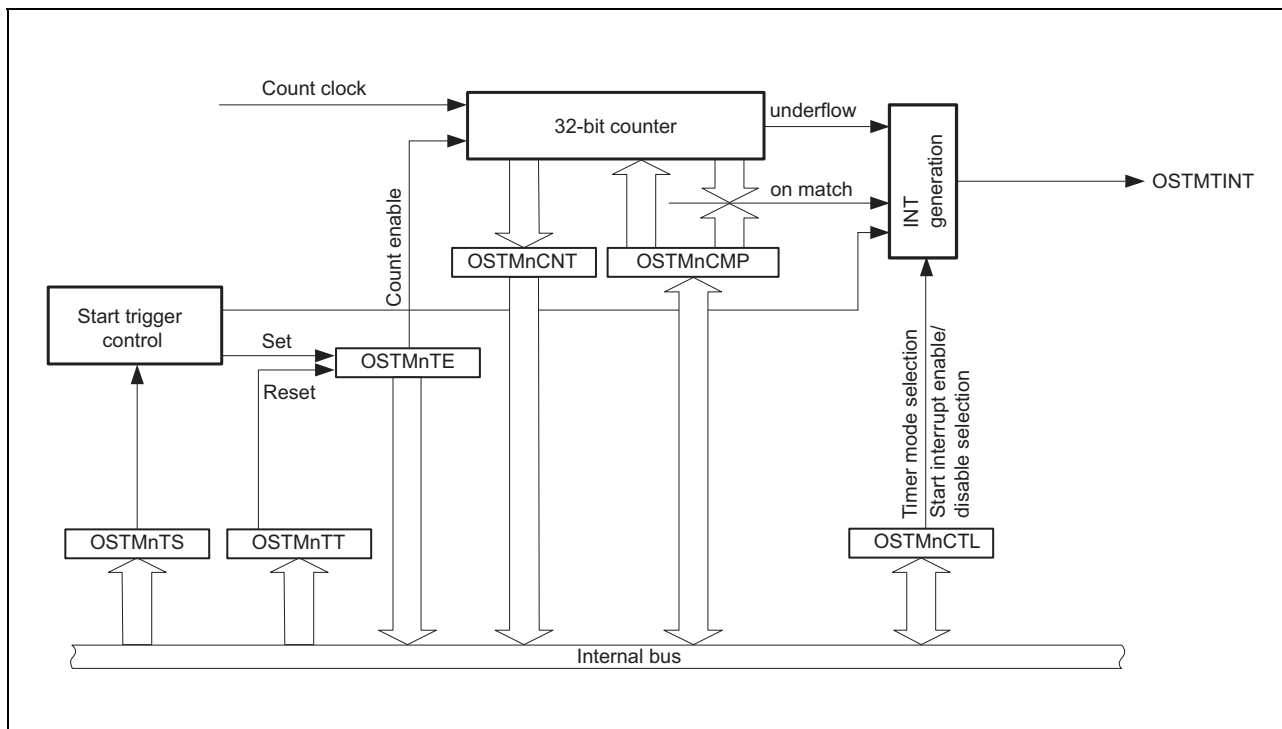 Count clock
32-bit counter
underflow
on match
INT
generation
OSTMTINT
Count enable
OSTMnCNT
OSTMnCMP
Start trigger
control
Set
Reset
OSTMnTE
Timer mode selection
Start interrupt enable/
disable selection
OSTMnTS
OSTMnTT
OSTMnCTL
Internal bus